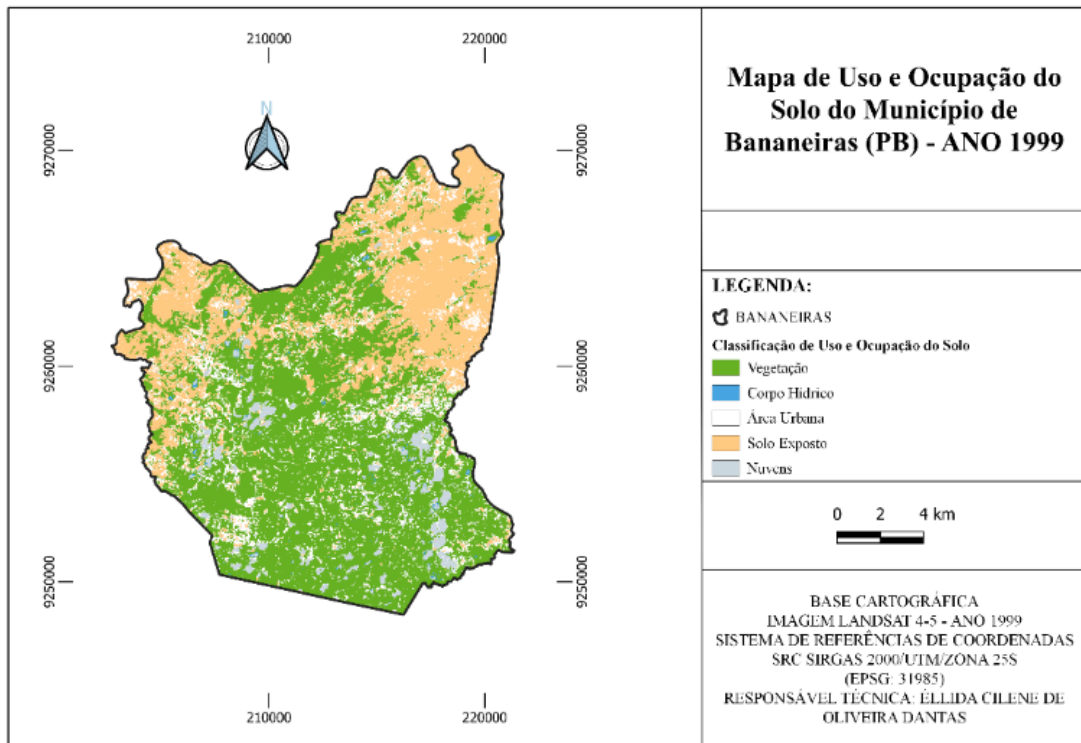 210000
220000
N
9270000
9270000
9260000
9260000
9250000
9250000
210000
220000
Mapa de Uso e Ocupação do
Solo do Município de
Bananeiras (PB) - ANO 1999
LEGENDA:
BANANEIRAS
Classificação de Uso e Ocupação do Solo
Vegetação
Corpo Hídrico
Área Urbana
Solo Exposto
Nuvens
0 2 4 km
BASE CARTOGRÁFICA
IMAGEM LANDSAT 4-5 - ANO 1999
SISTEMA DE REFERÊNCIAS DE COORDENADAS
SRC SIRGAS 2000/UTM/ZONA 25S
(EPSG: 31985)
RESPONSÁVEL TÉCNICA: ÉLLIDA CILENE DE
OLIVEIRA DANTAS